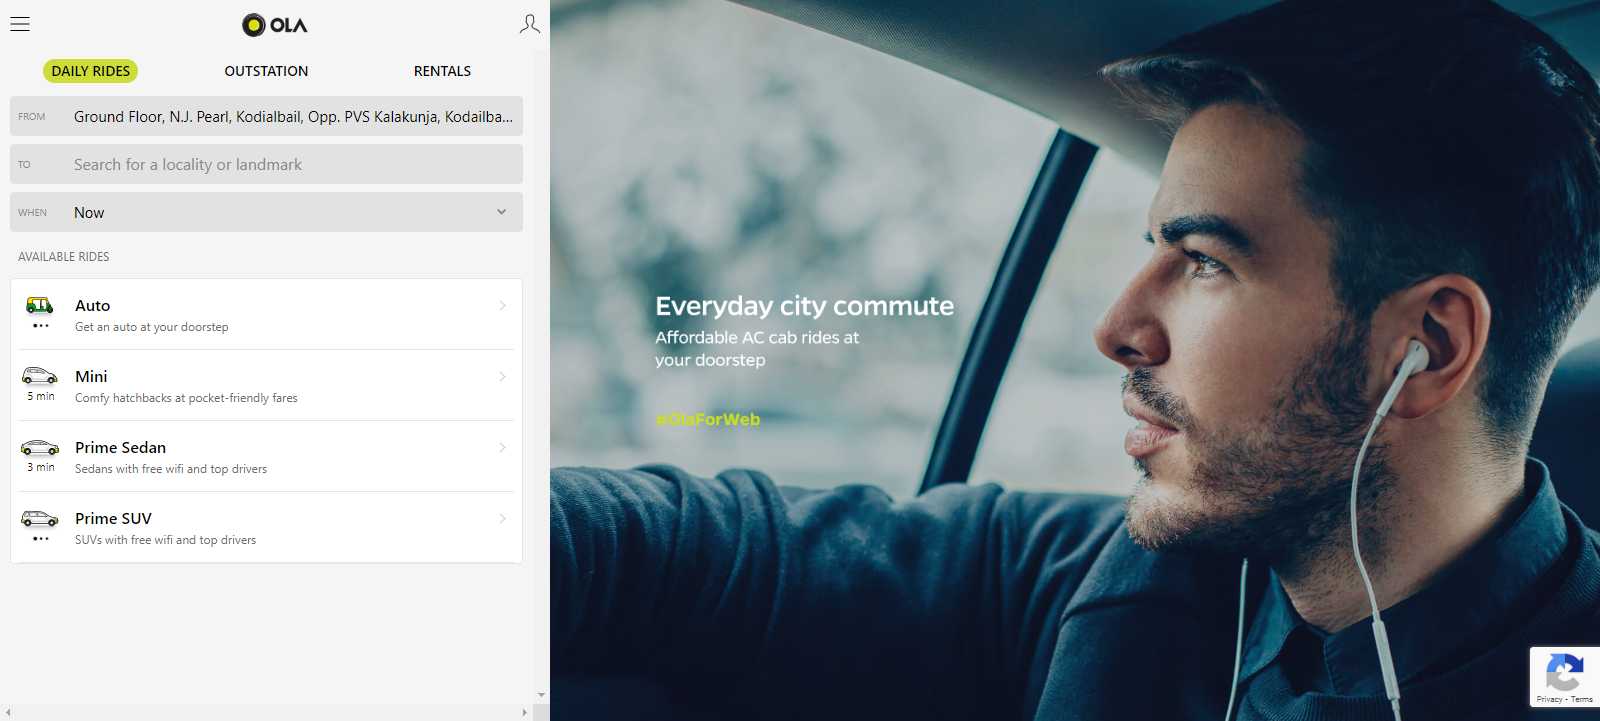 OLA
DAILY RIDES OUTSTATION RENTALS
FROM Ground Floor, N.J. Pearl, Kodialbail, Opp. PVS Kalakunja, Kodailba...
TO Search for a locality or landmark
WHEN Now
AVAILABLE RIDES
Auto
Get an auto at your doorstep
Mini
5 min Comfy hatchbacks at pocket-friendly fares
Prime Sedan
3 min Sedans with free wifi and top drivers
Prime SUV
SUVs with free wifi and top drivers
Everyday city commute
Affordable AC cab rides at
your doorstep
#OlaForWeb
Privacy - Terms